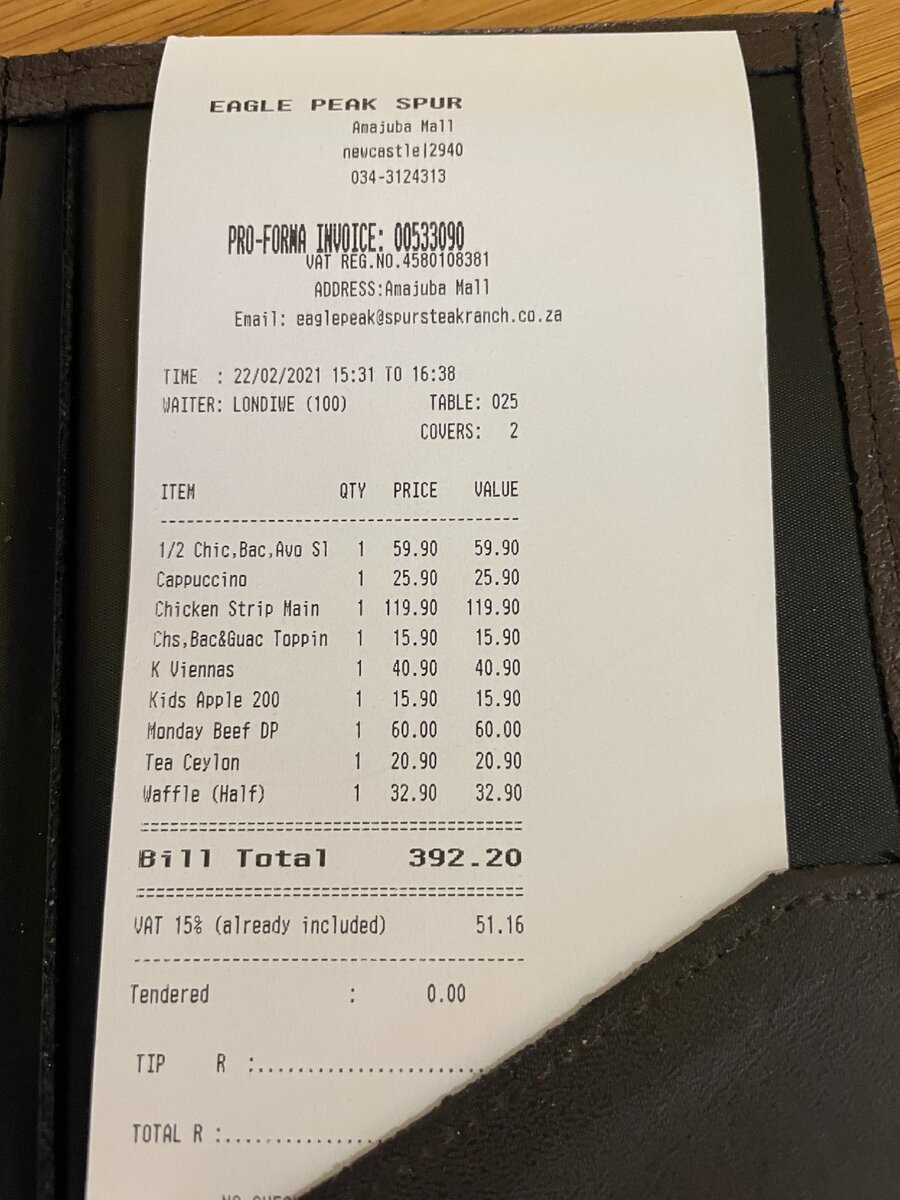 EAGLE PEAK SPUR
Amajuba Mall
newcastle|2940
034-3124313
PRO-FORMA INVOICE: 00533090
VAT REG.NO.4580108381
ADDRESS:Amajuba Mall
Email: eaglepeak@spursteakranch.co.za
TIME : 22/02/2021 15:31 TO 16:38
WAITER: LONDIWE (100) TABLE: 025
COVERS: 2
ITEM QTY PRICE VALUE
---------------------------------------------
1/2 Chic,Bac,Avo Sl 1 59.90 59.90
Cappuccino 1 25.90 25.90
Chicken Strip Main 1 119.90 119.90
Chs,Bac&Guac Toppin 1 15.90 15.90
K Viennas 1 40.90 40.90
Kids Apple 200 1 15.90 15.90
Monday Beef DP 1 60.00 60.00
Tea Ceylon 1 20.90 20.90
Waffle (Half) 1 32.90 32.90
=============================================
Bill Total 392.20
=============================================
VAT 15% (already included) 51.16
---------------------------------------------
Tendered : 0.00
TIP R :.............................
TOTAL R :....................